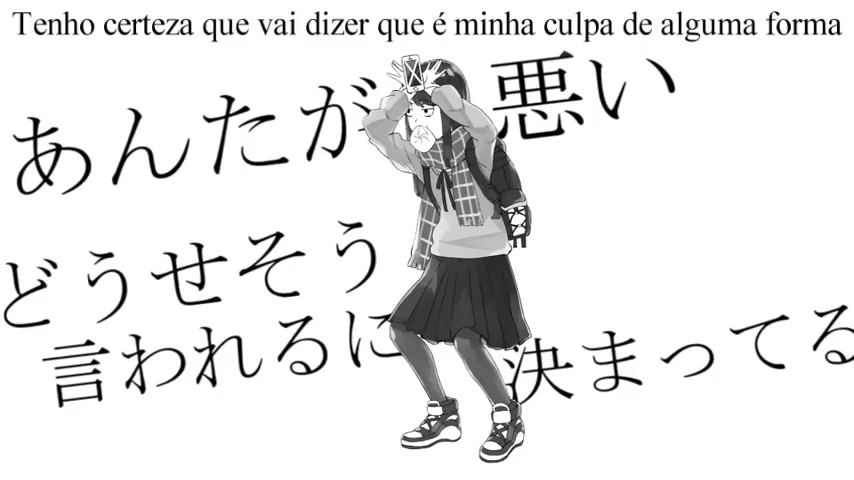 Tenho certeza que vai dizer que é minha culpa de alguma forma
あんたが悪い
どうせそう
言われるに決まってる